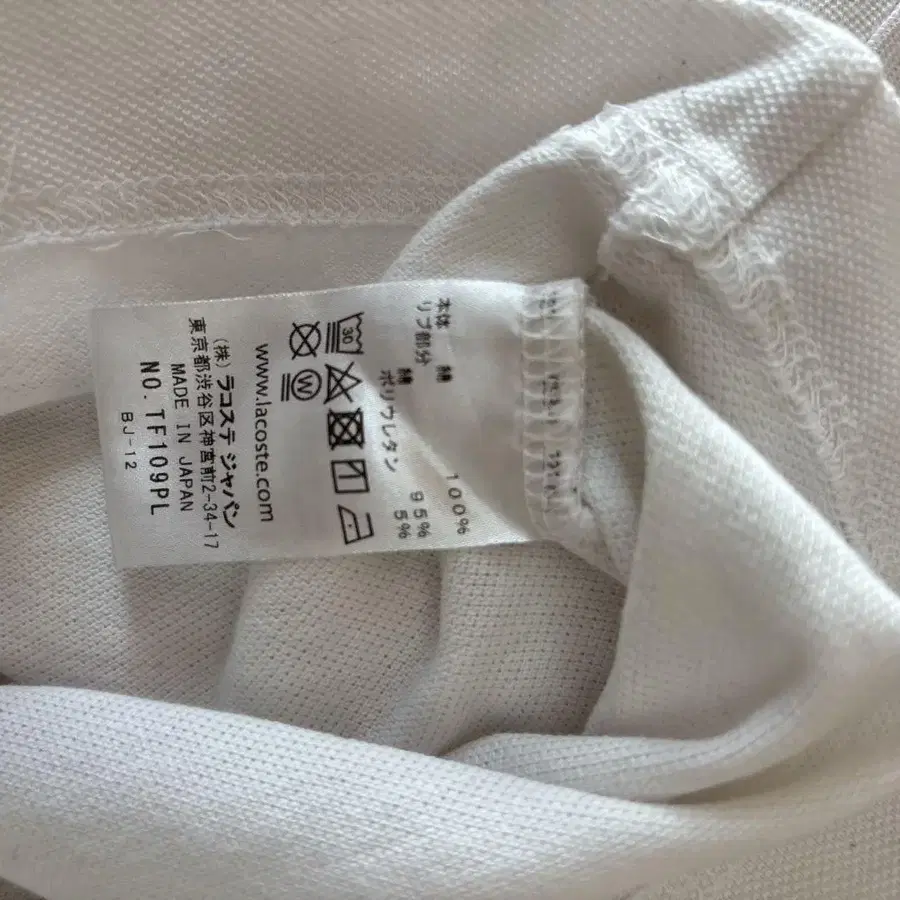 本体 綿 100%
リブ部分 綿 95%
ポリウレタン 5%
30
W
www.lacoste.com
(株) ラコステ ジャパン
東京都渋谷区神宮前2-34-17
MADE IN JAPAN
NO. TF109PL
BJ-12